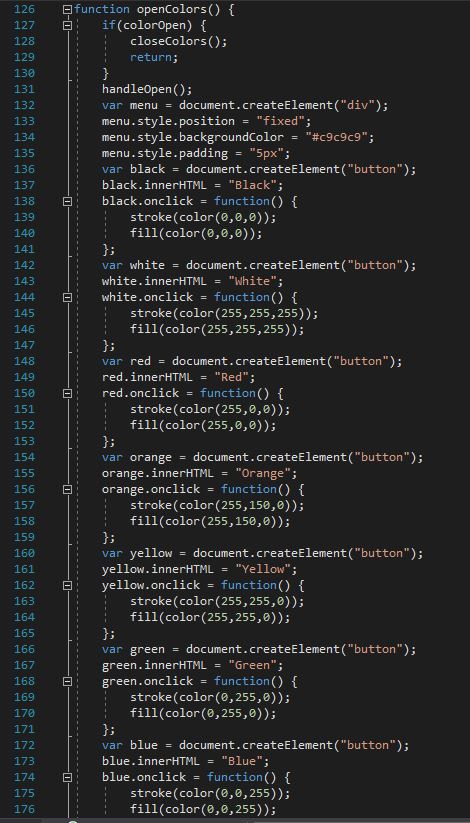 126 function openColors() {
127 if(colorOpen) {
128 closeColors();
129 return;
130 }
131 handleOpen();
132 var menu = document.createElement("div");
133 menu.style.position = "fixed";
134 menu.style.backgroundColor = "#c9c9c9";
135 menu.style.padding = "5px";
136 var black = document.createElement("button");
137 black.innerHTML = "Black";
138 black.onclick = function() {
139 stroke(color(0,0,0));
140 fill(color(0,0,0));
141 };
142 var white = document.createElement("button");
143 white.innerHTML = "White";
144 white.onclick = function() {
145 stroke(color(255,255,255));
146 fill(color(255,255,255));
147 };
148 var red = document.createElement("button");
149 red.innerHTML = "Red";
150 red.onclick = function() {
151 stroke(color(255,0,0));
152 fill(color(255,0,0));
153 };
154 var orange = document.createElement("button");
155 orange.innerHTML = "Orange";
156 orange.onclick = function() {
157 stroke(color(255,150,0));
158 fill(color(255,150,0));
159 };
160 var yellow = document.createElement("button");
161 yellow.innerHTML = "Yellow";
162 yellow.onclick = function() {
163 stroke(color(255,255,0));
164 fill(color(255,255,0));
165 };
166 var green = document.createElement("button");
167 green.innerHTML = "Green";
168 green.onclick = function() {
169 stroke(color(0,255,0));
170 fill(color(0,255,0));
171 };
172 var blue = document.createElement("button");
173 blue.innerHTML = "Blue";
174 blue.onclick = function() {
175 stroke(color(0,0,255));
176 fill(color(0,0,255));